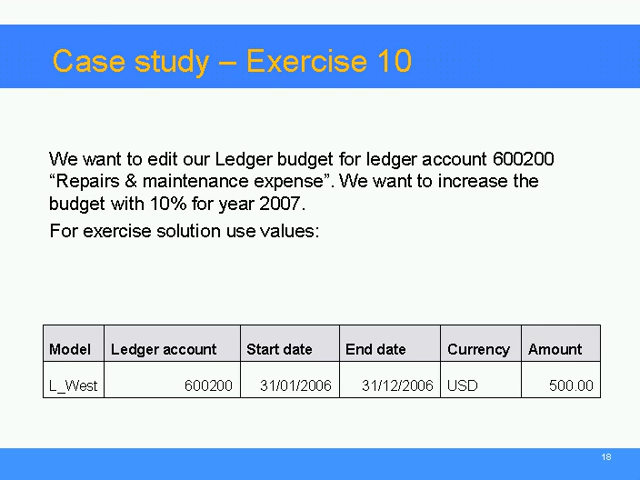 Case study – Exercise 10
We want to edit our Ledger budget for ledger account 600200
“Repairs & maintenance expense”. We want to increase the
budget with 10% for year 2007.
For exercise solution use values:
Model Ledger account Start date End date Currency Amount
L_West 600200 31/01/2006 31/12/2006 USD 500.00
18